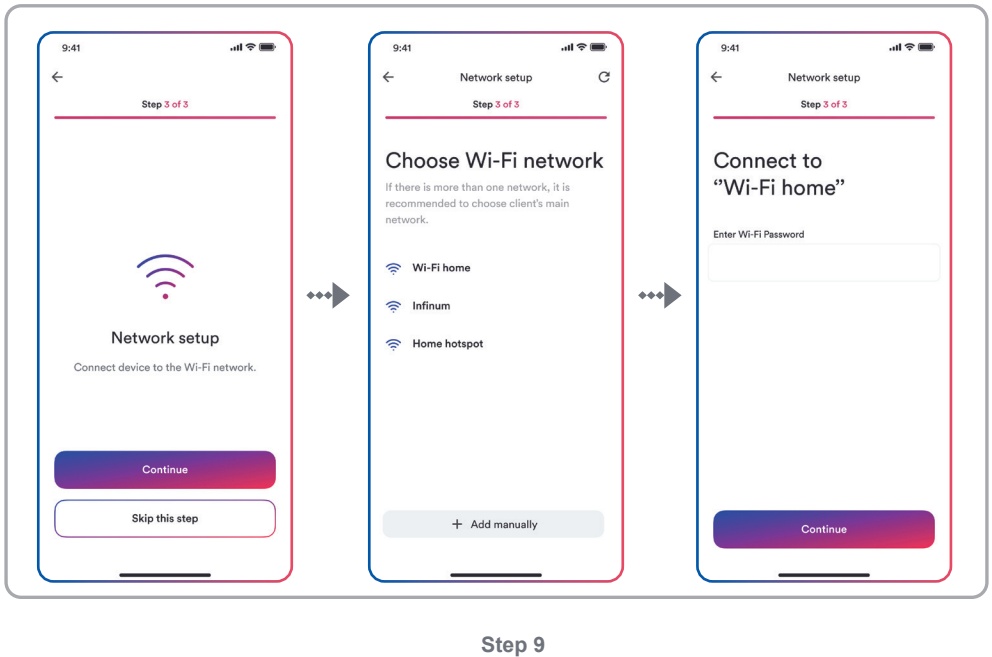 9:41
Step 3 of 3
Network setup
Connect device to the Wi-Fi network.
Continue
Skip this step
9:41
Network setup
Step 3 of 3
Choose Wi-Fi network
If there is more than one network, it is
recommended to choose client's main
network.
Wi-Fi home
Infinum
Home hotspot
+ Add manually
9:41
Network setup
Step 3 of 3
Connect to
“Wi-Fi home”
Enter Wi-Fi Password
Continue
Step 9